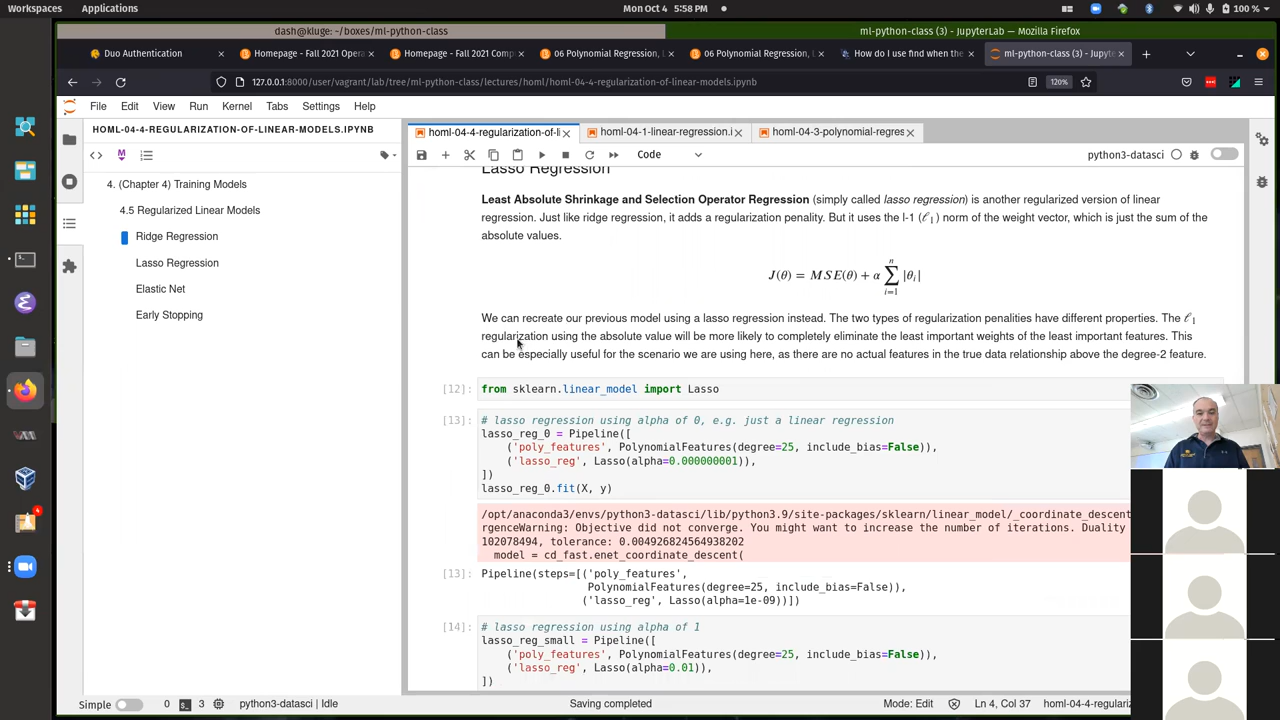 Workspaces
Applications
Mon Oct 4 5:58 PM
100 %
dash@kluge: ~/boxes/ml-python-class
ml-python-class (3) - JupyterLab — Mozilla Firefox
Duo Authentication
Homepage - Fall 2021 Opera
Homepage - Fall 2021 Comp
06 Polynomial Regression, L
06 Polynomial Regression, L
How do I use find when the
ml-python-class (3) - Jupyte
127.0.0.1:8000/user/vagrant/lab/tree/ml-python-class/lectures/homl/homl-04-4-regularization-of-linear-models.ipynb
120%
File Edit View Run Kernel Tabs Settings Help
HOML-04-4-REGULARIZATION-OF-LINEAR-MODELS.IPYNB
homl-04-4-regularization-of-li
homl-04-1-linear-regression.i
homl-04-3-polynomial-regres
Code
python3-datasci
4. (Chapter 4) Training Models
4.5 Regularized Linear Models
Ridge Regression
Lasso Regression
Elastic Net
Early Stopping
Lasso Regression
Least Absolute Shrinkage and Selection Operator Regression (simply called lasso regression) is another regularized version of linear
regression. Just like ridge regression, it adds a regularization penality. But it uses the l-1 (ℓ1) norm of the weight vector, which is just the sum of the
absolute values.
J(θ) = MSE(θ) + α ∑ i=1 n |θi|
We can recreate our previous model using a lasso regression instead. The two types of regularization penalities have different properties. The ℓ1
regularization using the absolute value will be more likely to completely eliminate the least important weights of the least important features. This
can be especially useful for the scenario we are using here, as there are no actual features in the true data relationship above the degree-2 feature.
[12]: from sklearn.linear_model import Lasso
[13]: # lasso regression using alpha of 0, e.g. just a linear regression
lasso_reg_0 = Pipeline([
('poly_features', PolynomialFeatures(degree=25, include_bias=False)),
('lasso_reg', Lasso(alpha=0.000000001)),
])
lasso_reg_0.fit(X, y)
/opt/anaconda3/envs/python3-datasci/lib/python3.9/site-packages/sklearn/linear_model/_coordinate_descent
rgenceWarning: Objective did not converge. You might want to increase the number of iterations. Duality
102078494, tolerance: 0.004926824564938202
model = cd_fast.enet_coordinate_descent(
[13]: Pipeline(steps=[('poly_features',
PolynomialFeatures(degree=25, include_bias=False)),
('lasso_reg', Lasso(alpha=1e-09))])
[14]: # lasso regression using alpha of 1
lasso_reg_small = Pipeline([
('poly_features', PolynomialFeatures(degree=25, include_bias=False)),
('lasso_reg', Lasso(alpha=0.01)),
])
Simple
0
3
python3-datasci | Idle
Saving completed
Mode: Edit
Ln 4, Col 37
homl-04-4-regulariz